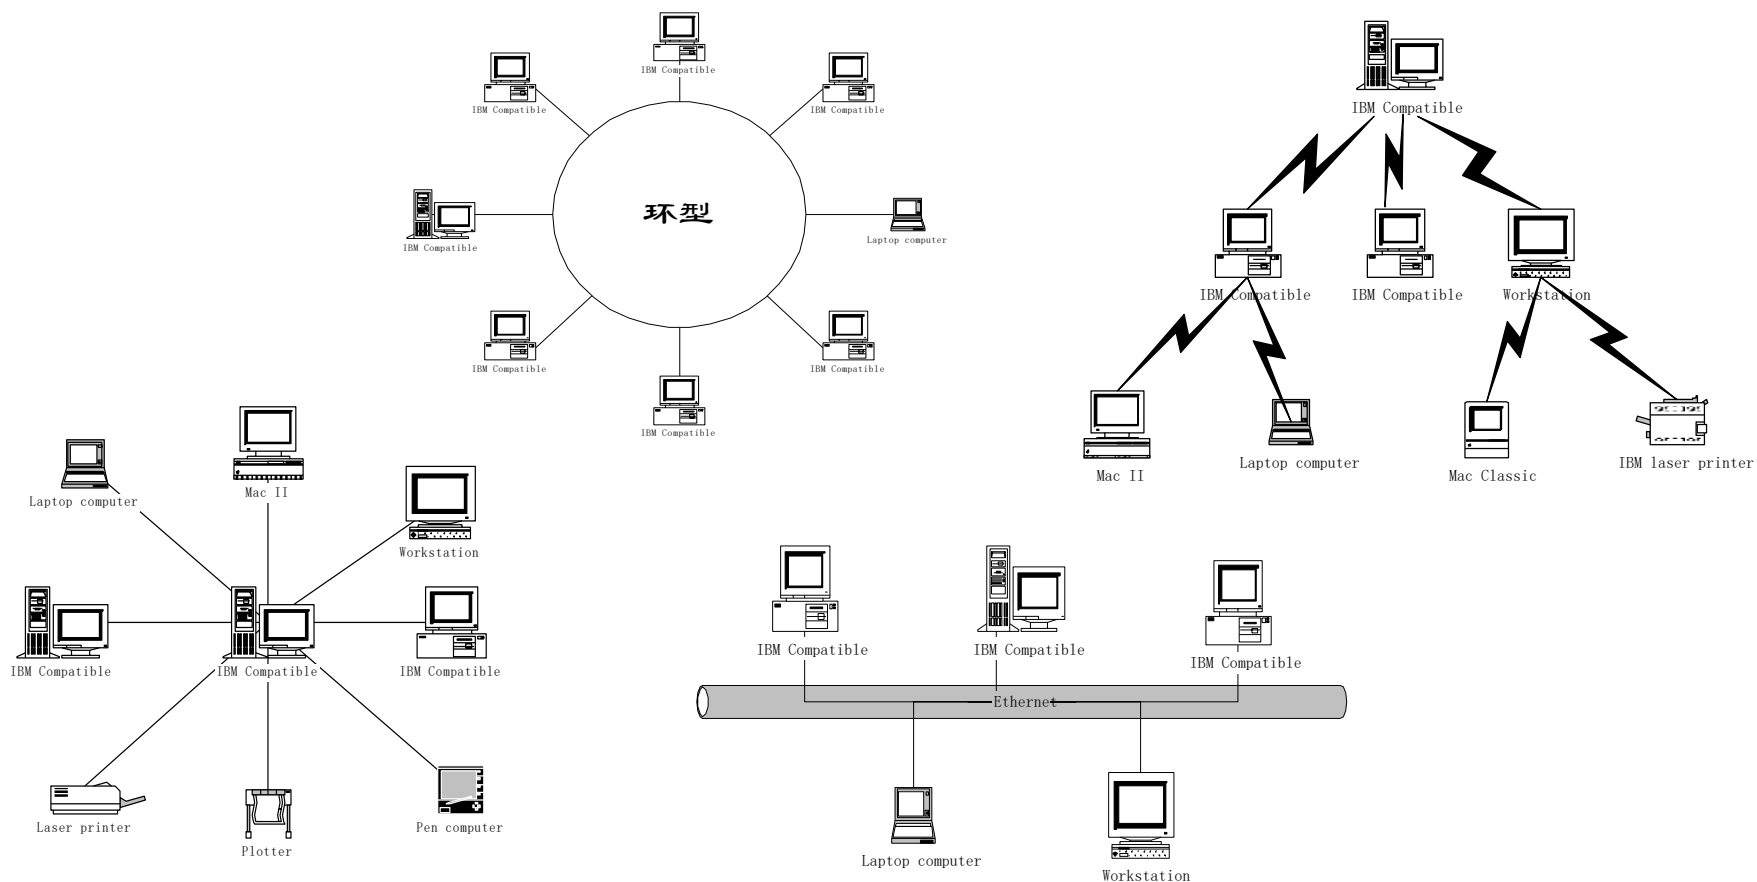 IBM Compatible
IBM Compatible
IBM Compatible
环型
IBM Compatible
Laptop computer
IBM Compatible
IBM Compatible
IBM Compatible
IBM Compatible
IBM Compatible
IBM Compatible
Workstation
Mac II
Laptop computer
Mac Classic
IBM laser printer
Laptop computer
Mac II
Workstation
IBM Compatible
IBM Compatible
IBM Compatible
Laser printer
Plotter
Pen computer
IBM Compatible
IBM Compatible
IBM Compatible
Ethernet
Laptop computer
Workstation